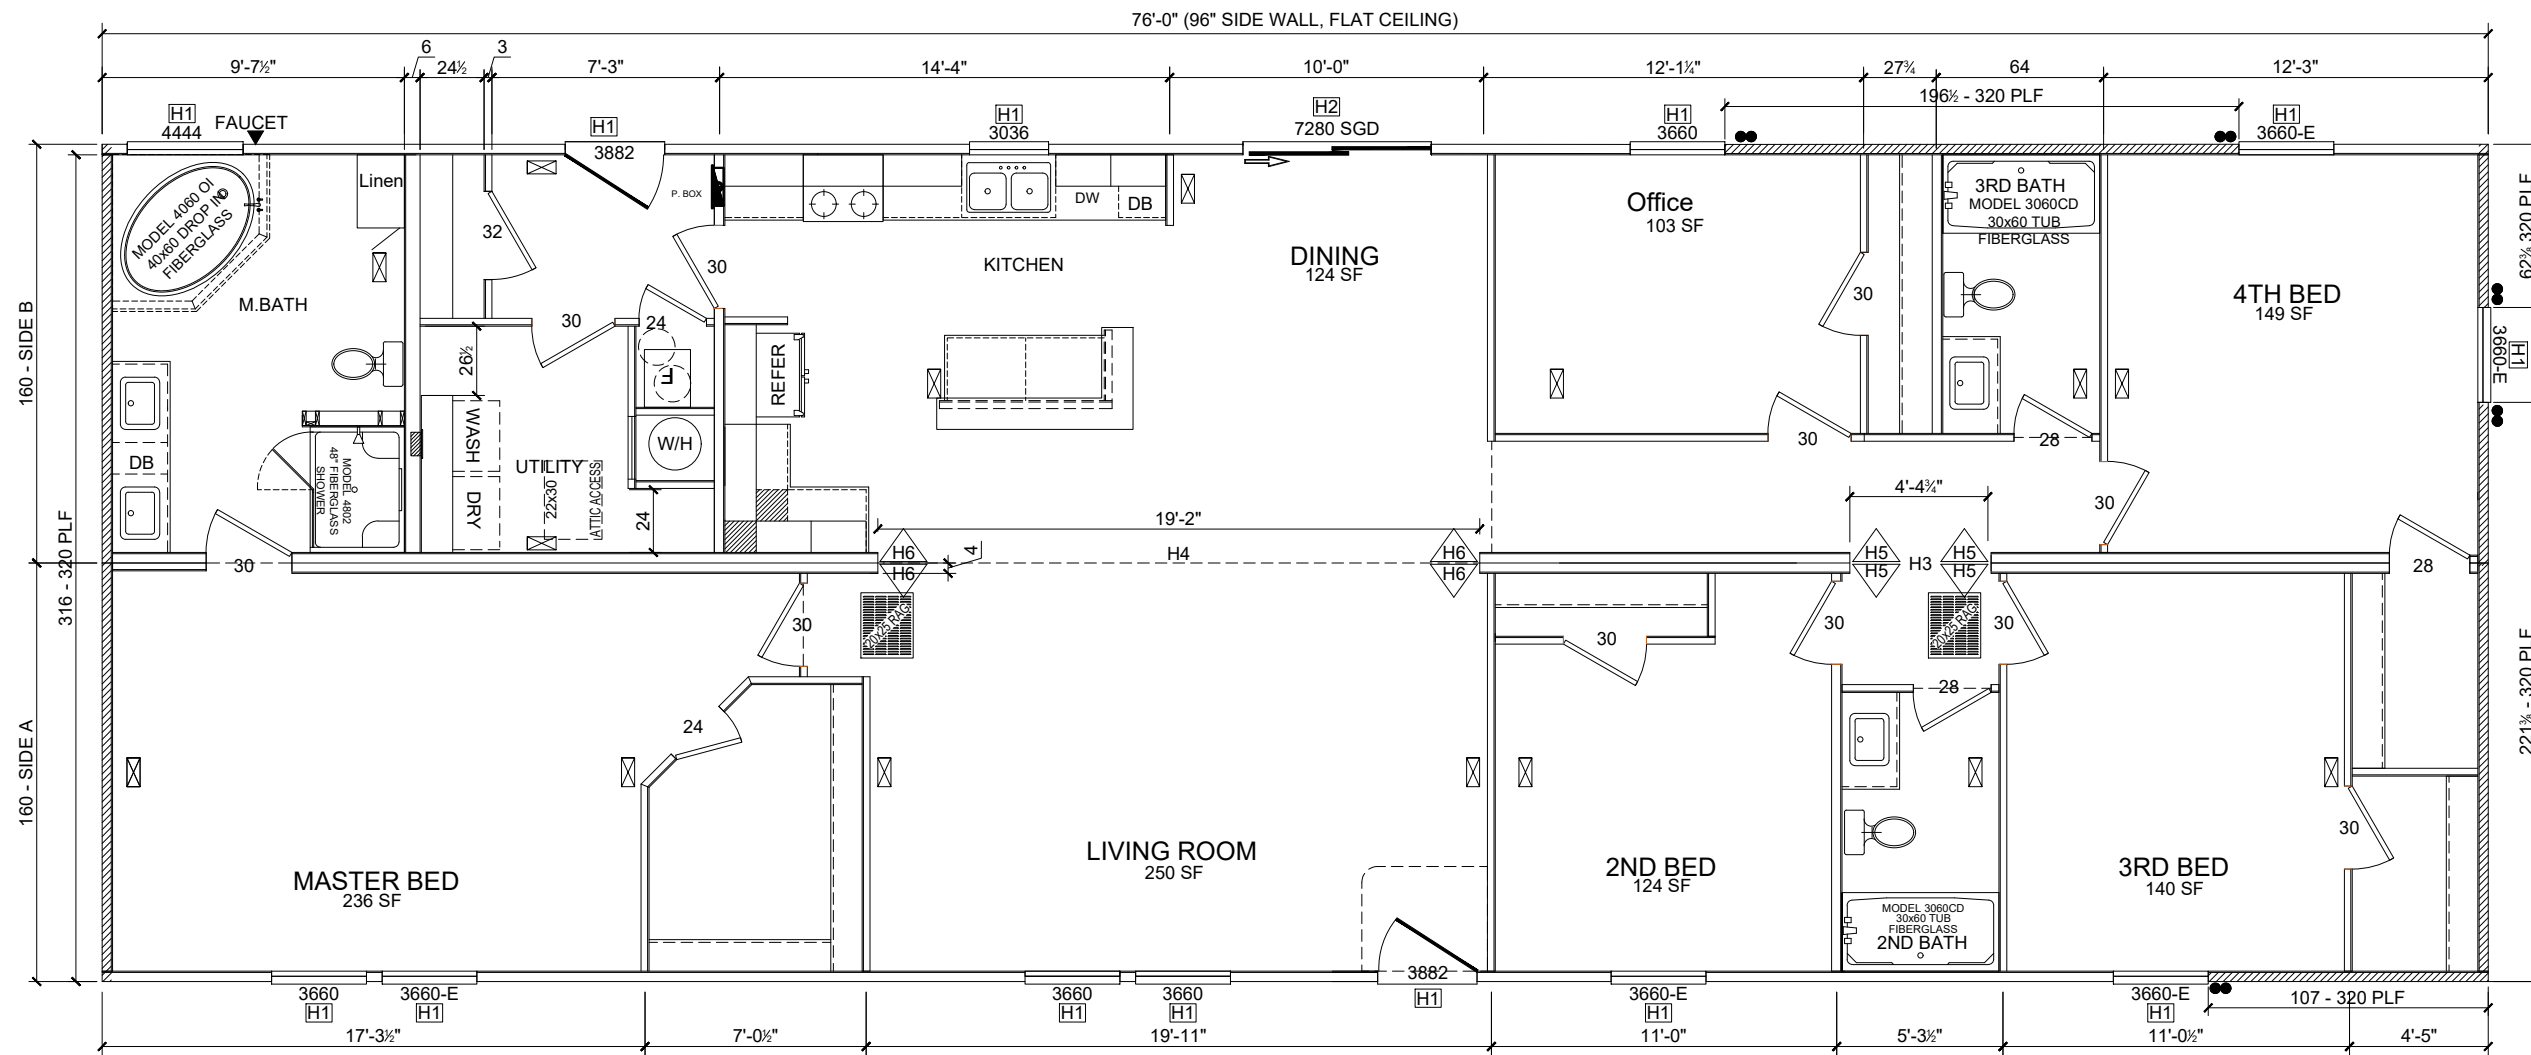 76'-0" (96" SIDE WALL, FLAT CEILING)
9'-7½"
6
24½
3
7'-3"
14'-4"
10'-0"
12'-1¼"
27¾
64
12'-3"
196½ - 320 PLF
H1
4444
FAUCET
H1
3882
H1
3036
H2
7280 SGD
H1
3660
H1
3660-E
160 - SIDE B
316 - 320 PLF
160 - SIDE A
MODEL 4060 OI
40x60 DROP IN
FIBERGLASS
Linen
M.BATH
32
P. BOX
30
30
24
26½
F
REFER
W/H
WASH
DRY
UTILITY
22x30
ATTIC ACCESS
24
DB
MODEL 4802
48" FIBERGLASS
SHOWER
30
DW
DB
KITCHEN
DINING
124 SF
Office
103 SF
30
30
3RD BATH
MODEL 3060CD
30x60 TUB
FIBERGLASS
28
4TH BED
149 SF
30
28
62⅜ 320 PLF
3660-E
H1
221⅜ - 320 PLF
4'-4¾"
19'-2"
H6
H6
4
H4
H6
H6
H5
H5
H3
H5
H5
30
20x25 RAG
24
30
30
20x25 RAG
30
28
MASTER BED
236 SF
LIVING ROOM
250 SF
2ND BED
124 SF
MODEL 3060CD
30x60 TUB
FIBERGLASS
2ND BATH
3RD BED
140 SF
30
3660
H1
3660-E
H1
3660
H1
3660
H1
3882
H1
3660-E
H1
3660-E
H1
107 - 320 PLF
17'-3½"
7'-0½"
19'-11"
11'-0"
5'-3½"
11'-0½"
4'-5"